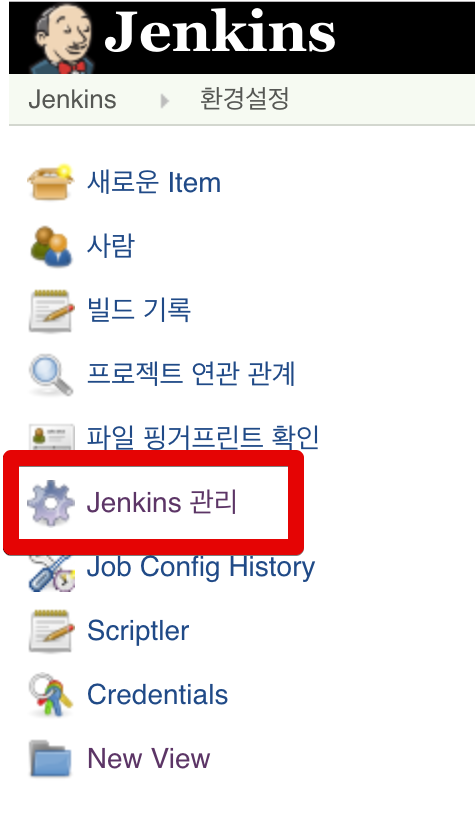 Jenkins
Jenkins 환경설정
새로운 Item
사람
빌드 기록
프로젝트 연관 관계
파일 핑거프린트 확인
Jenkins 관리
Job Config History
Scriptler
Credentials
New View